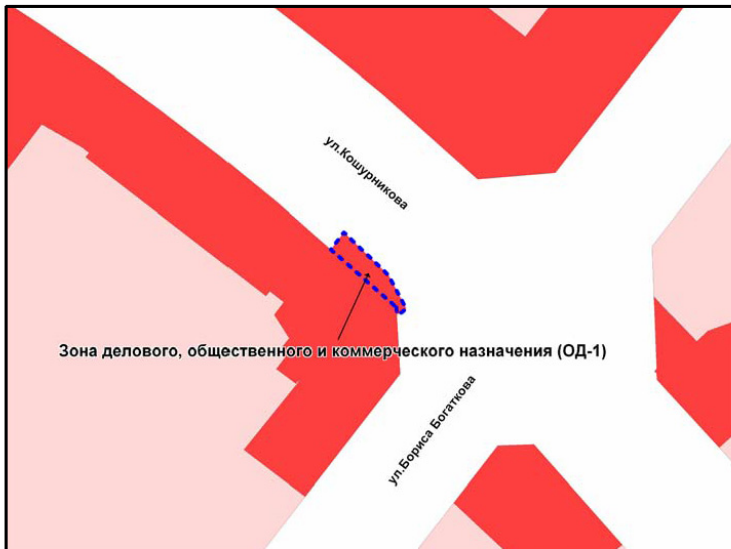 ул.Кошурникова
Зона делового, общественного и коммерческого назначения (ОД-1)
ул.Бориса Богаткова